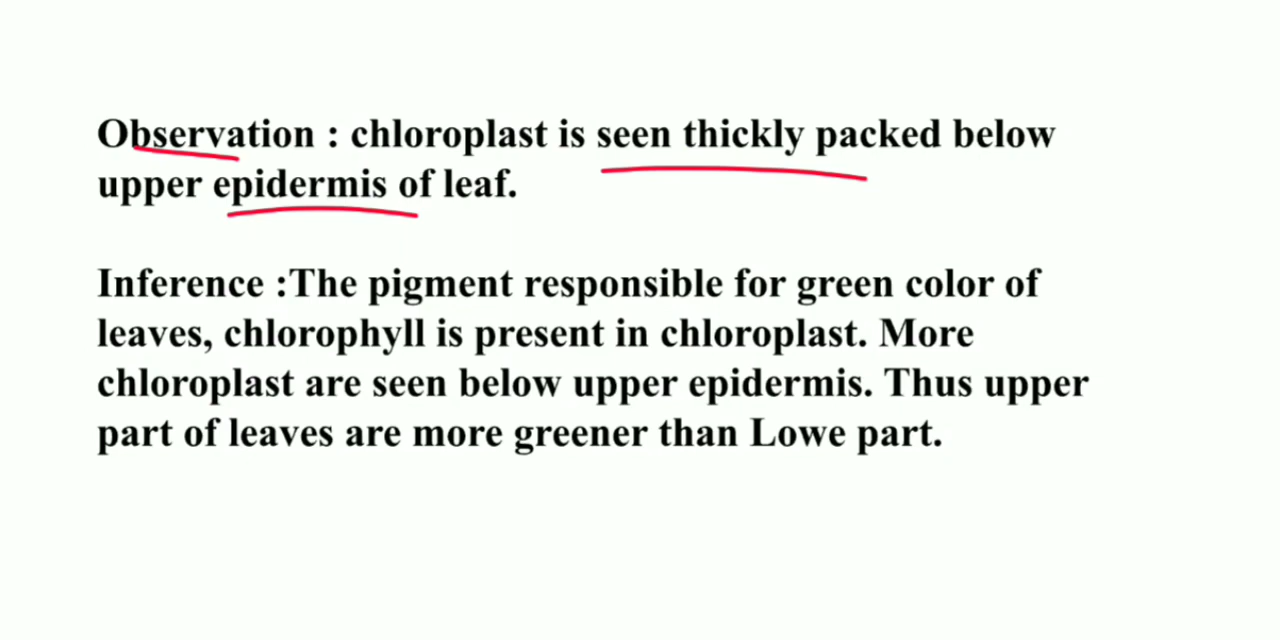 Observation : chloroplast is seen thickly packed below
upper epidermis of leaf.
Inference :The pigment responsible for green color of
leaves, chlorophyll is present in chloroplast. More
chloroplast are seen below upper epidermis. Thus upper
part of leaves are more greener than Lowe part.